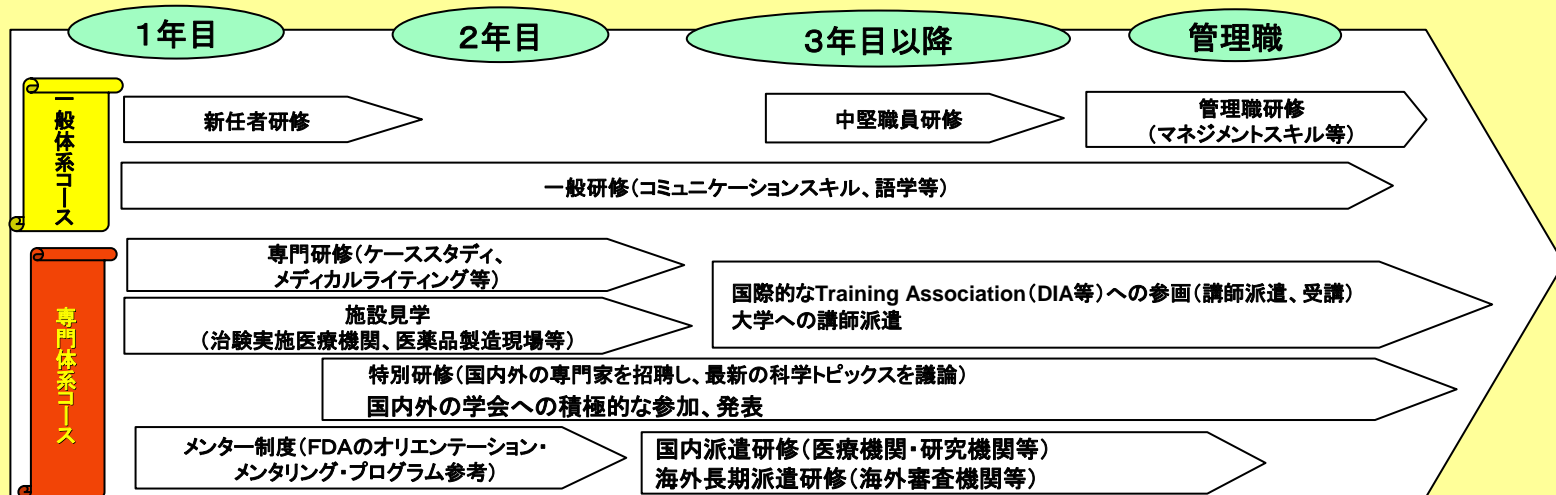 1年目
2年目
3年目以降
管理職
一般体系コース
新任者研修
中堅職員研修
管理職研修
（マネジメントスキル等）
一般研修（コミュニケーションスキル、語学等）
専門体系コース
専門研修（ケーススタディ、
メディカルライティング等）
施設見学
（治験実施医療機関、医薬品製造現場等）
国際的なTraining Association（DIA等）への参画（講師派遣、受講）
大学への講師派遣
特別研修（国内外の専門家を招聘し、最新の科学トピックスを議論）
国内外の学会への積極的な参加、発表
メンター制度（FDAのオリエンテーション・
メンタリング・プログラム参考）
国内派遣研修（医療機関・研究機関等）
海外長期派遣研修（海外審査機関等）